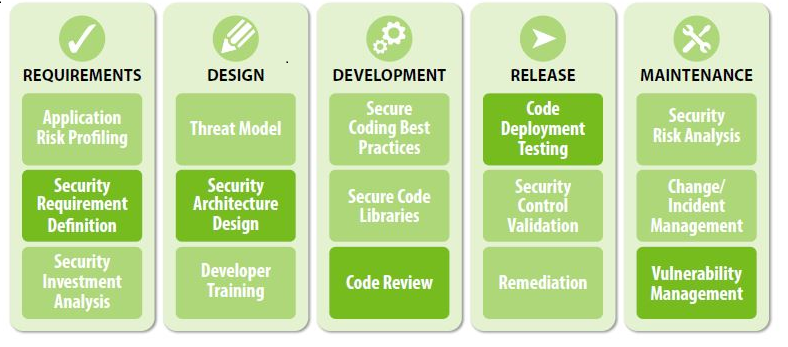 REQUIREMENTS
Application
Risk Profiling
Security
Requirement
Definition
Security
Investment
Analysis
DESIGN
Threat Model
Security
Architecture
Design
Developer
Training
DEVELOPMENT
Secure
Coding Best
Practices
Secure Code
Libraries
Code Review
RELEASE
Code
Deployment
Testing
Security
Control
Validation
Remediation
MAINTENANCE
Security
Risk Analysis
Change/
Incident
Management
Vulnerability
Management